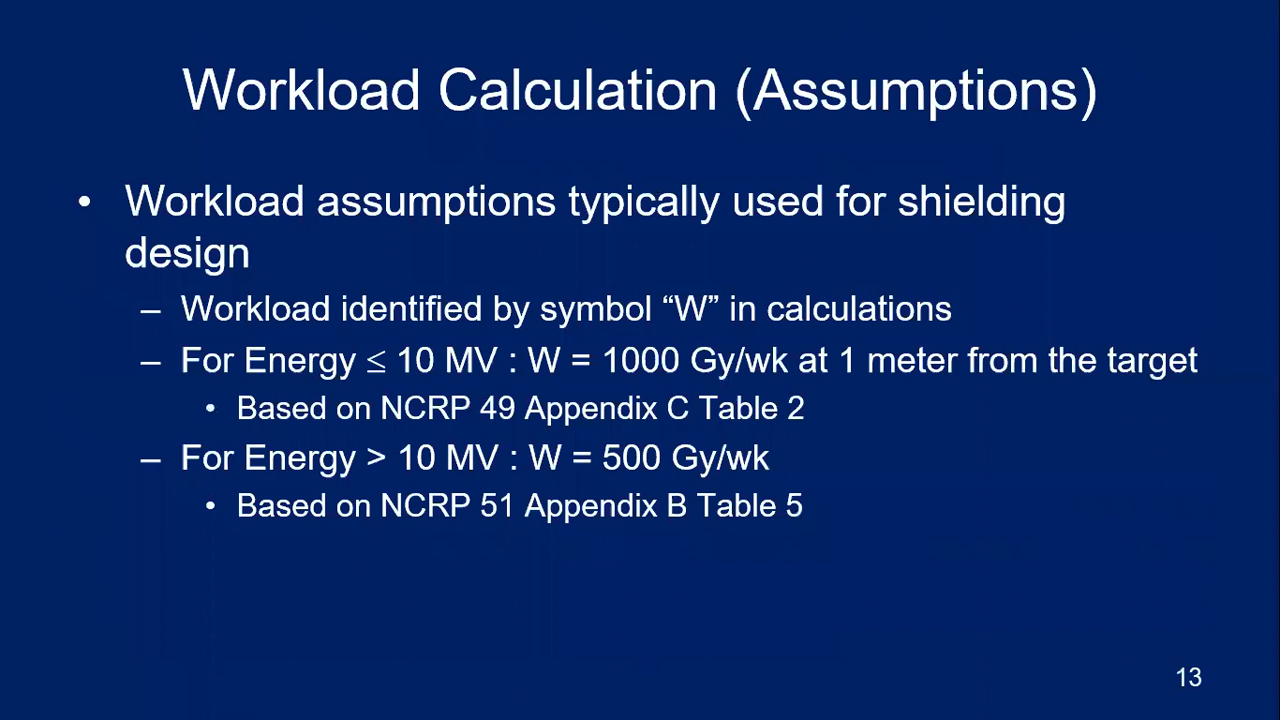 Workload Calculation (Assumptions)
• Workload assumptions typically used for shielding
design
– Workload identified by symbol “W” in calculations
– For Energy ≤ 10 MV : W = 1000 Gy/wk at 1 meter from the target
• Based on NCRP 49 Appendix C Table 2
– For Energy > 10 MV : W = 500 Gy/wk
• Based on NCRP 51 Appendix B Table 5
13